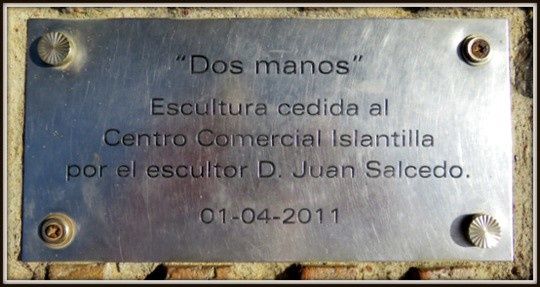 "Dos manos"
Escultura cedida al
Centro Comercial Islantilla
por el escultor D. Juan Salcedo.
01-04-2011